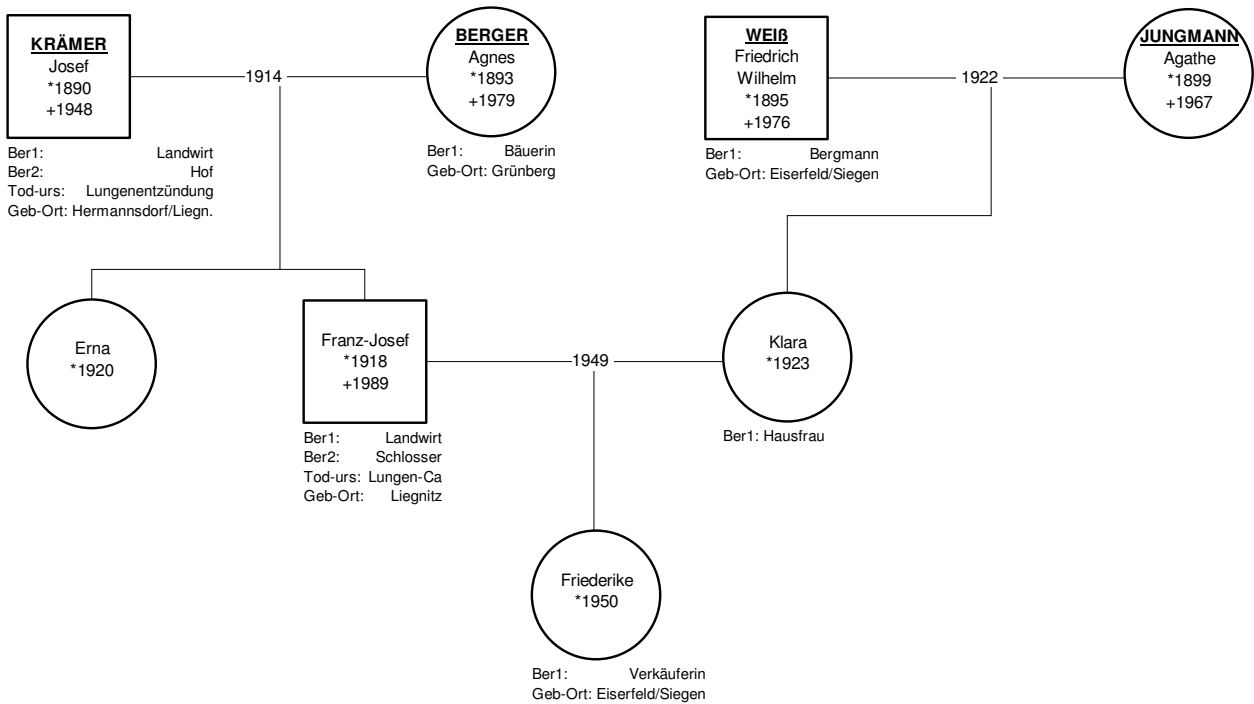 KRÄMER
Josef
*1890
+1948
1914
BERGER
Agnes
*1893
+1979
WEIß
Friedrich
Wilhelm
*1895
+1976
1922
JUNGMANN
Agathe
*1899
+1967
Ber1: Landwirt
Ber2: Hof
Tod-urs: Lungenentzündung
Geb-Ort: Hermannsdorf/Liegn.
Ber1: Bäuerin
Geb-Ort: Grünberg
Ber1: Bergmann
Geb-Ort: Eiserfeld/Siegen
Erna
*1920
Franz-Josef
*1918
+1989
1949
Klara
*1923
Ber1: Landwirt
Ber2: Schlosser
Tod-urs: Lungen-Ca
Geb-Ort: Liegnitz
Ber1: Hausfrau
Friederike
*1950
Ber1: Verkäuferin
Geb-Ort: Eiserfeld/Siegen